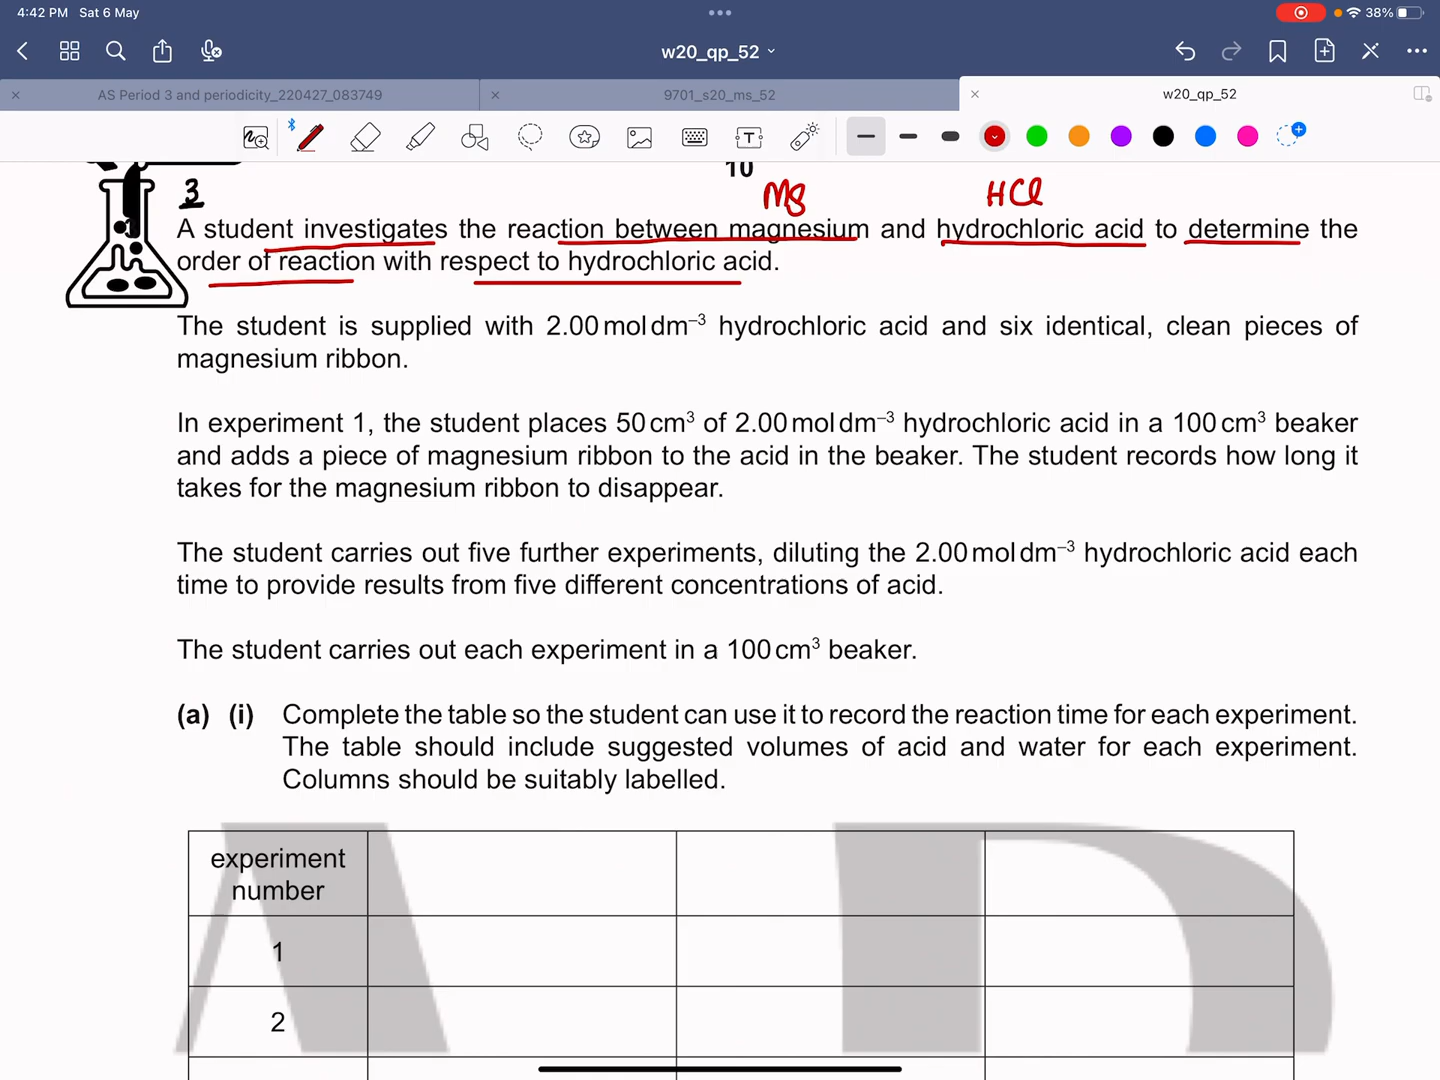 4:42 PM Sat 6 May
38%
w20_qp_52
AS Period 3 and periodicity_220427_083749
9701_s20_ms_52
w20_qp_52
10
3
Mg
HCl
A student investigates the reaction between magnesium and hydrochloric acid to determine the
order of reaction with respect to hydrochloric acid.
The student is supplied with 2.00 mol dm⁻³ hydrochloric acid and six identical, clean pieces of
magnesium ribbon.
In experiment 1, the student places 50 cm³ of 2.00 mol dm⁻³ hydrochloric acid in a 100 cm³ beaker
and adds a piece of magnesium ribbon to the acid in the beaker. The student records how long it
takes for the magnesium ribbon to disappear.
The student carries out five further experiments, diluting the 2.00 mol dm⁻³ hydrochloric acid each
time to provide results from five different concentrations of acid.
The student carries out each experiment in a 100 cm³ beaker.
(a) (i) Complete the table so the student can use it to record the reaction time for each experiment.
The table should include suggested volumes of acid and water for each experiment.
Columns should be suitably labelled.
experiment
number
1
2